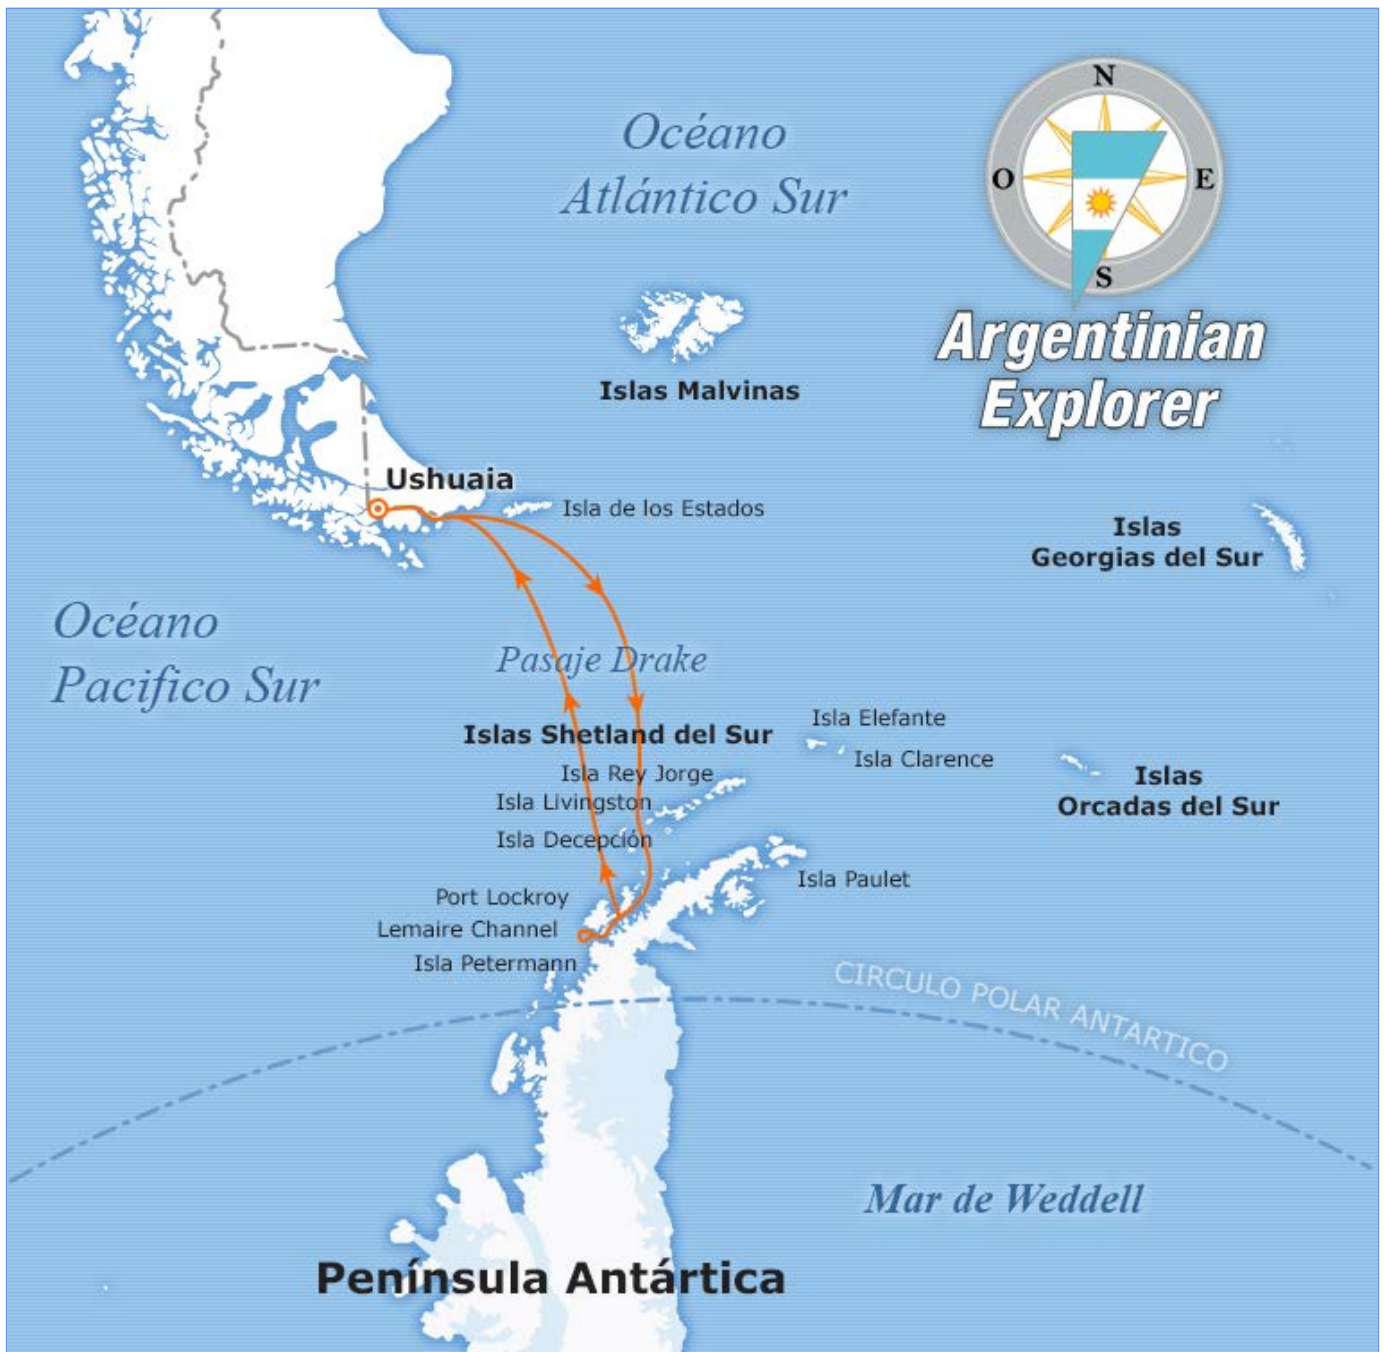 N
Océano
Atlántico Sur
O
E
S
Argentinian
Explorer
Islas Malvinas
Ushuaia
Isla de los Estados
Islas
Georgias del Sur
Océano
Pacifico Sur
Pasaje Drake
Isla Elefante
Islas Shetland del Sur
Isla Clarence
Isla Rey Jorge
Islas
Orcadas del Sur
Isla Livingston
Isla Decepción
Isla Paulet
Port Lockroy
Lemaire Channel
Isla Petermann
CIRCULO POLAR ANTARTICO
Mar de Weddell
Península Antártica